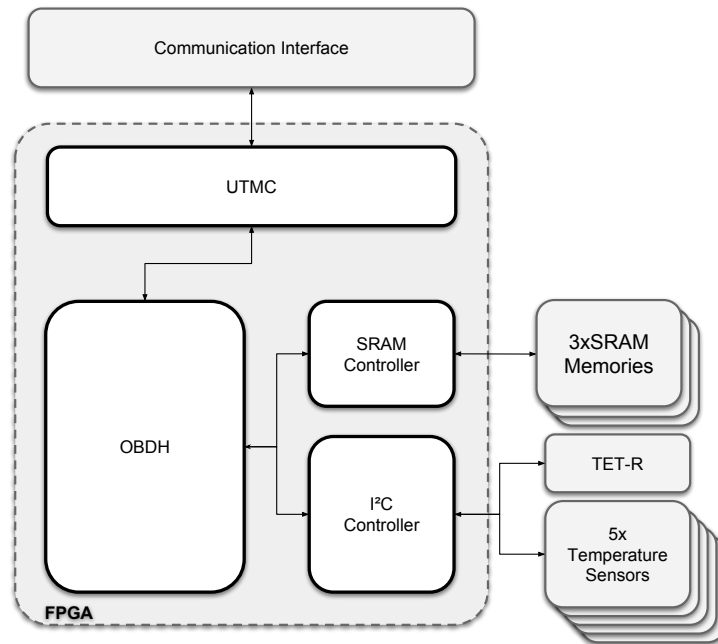 Communication Interface
UTMC
OBDH
SRAM
Controller
I²C
Controller
3xSRAM
Memories
TET-R
5x
Temperature
Sensors
FPGA